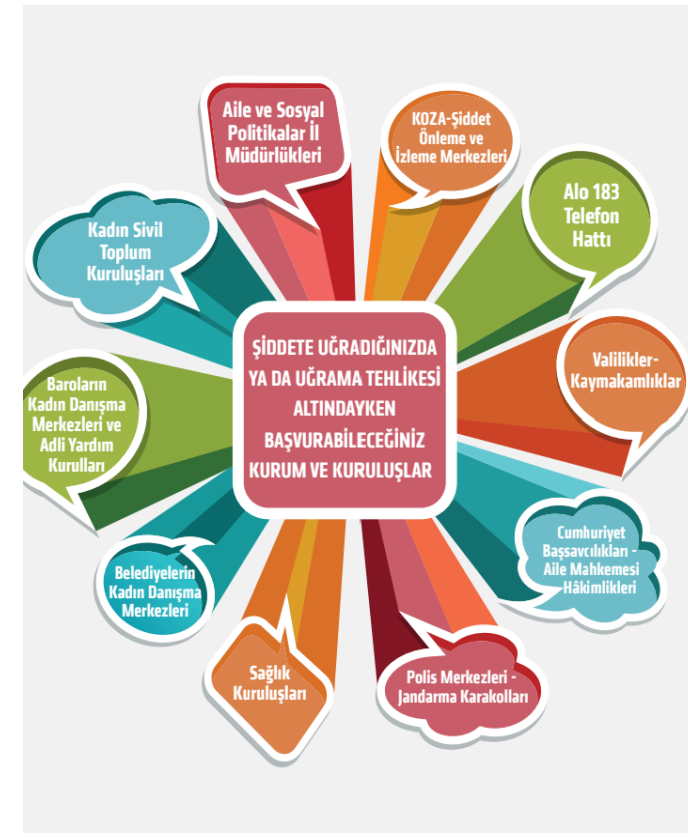 ŞİDDETE UĞRADIĞINIZDA
YA DA UĞRAMA TEHLİKESİ
ALTINDAYKEN
BAŞVURABİLECEĞİNİZ
KURUM VE KURULUŞLAR
Aile ve Sosyal
Politikalar İl
Müdürlükleri
KOZA-Şiddet
Önleme ve
İzleme Merkezleri
Alo 183
Telefon
Hattı
Valilikler-
Kaymakamlıklar
Cumhuriyet
Başsavcılıkları -
Aile Mahkemesi
Hâkimlikleri
Polis Merkezleri -
Jandarma Karakolları
Sağlık
Kuruluşları
Belediyelerin
Kadın Danışma
Merkezleri
Baroların
Kadın Danışma
Merkezleri ve
Adli Yardım
Kurulları
Kadın Sivil
Toplum
Kuruluşları